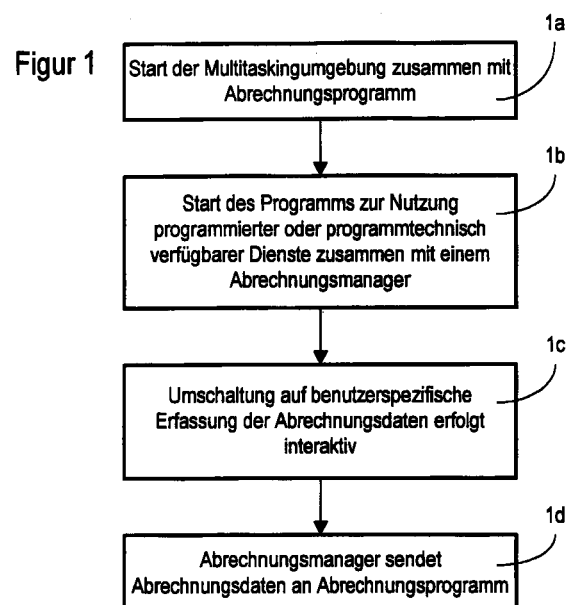 Figur 1
1a
Start der Multitaskingumgebung zusammen mit
Abrechnungsprogramm
1b
Start des Programms zur Nutzung
programmierter oder programmtechnisch
verfügbarer Dienste zusammen mit einem
Abrechnungsmanager
1c
Umschaltung auf benutzerspezifische
Erfassung der Abrechnungsdaten erfolgt
interaktiv
1d
Abrechnungsmanager sendet
Abrechnungsdaten an Abrechnungsprogramm